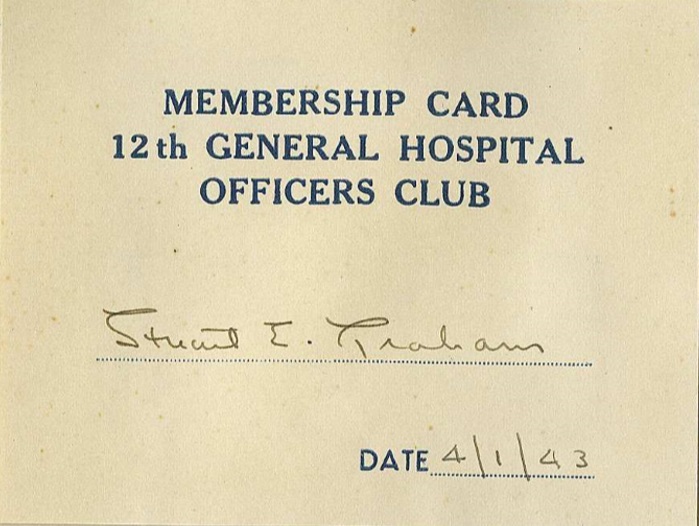 MEMBERSHIP CARD
12th GENERAL HOSPITAL
OFFICERS CLUB
Stuart E. Graham
DATE 4/1/43